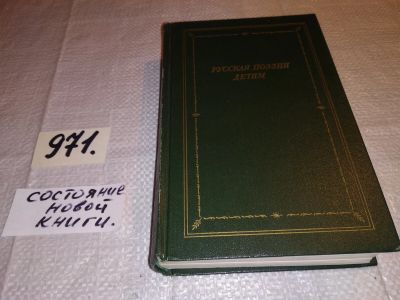 РУССКАЯ ПОЭЗИЯ
ДЕТЯМ
971.
СОСТОЯНИЕ
НОВОЙ
КНИГИ.